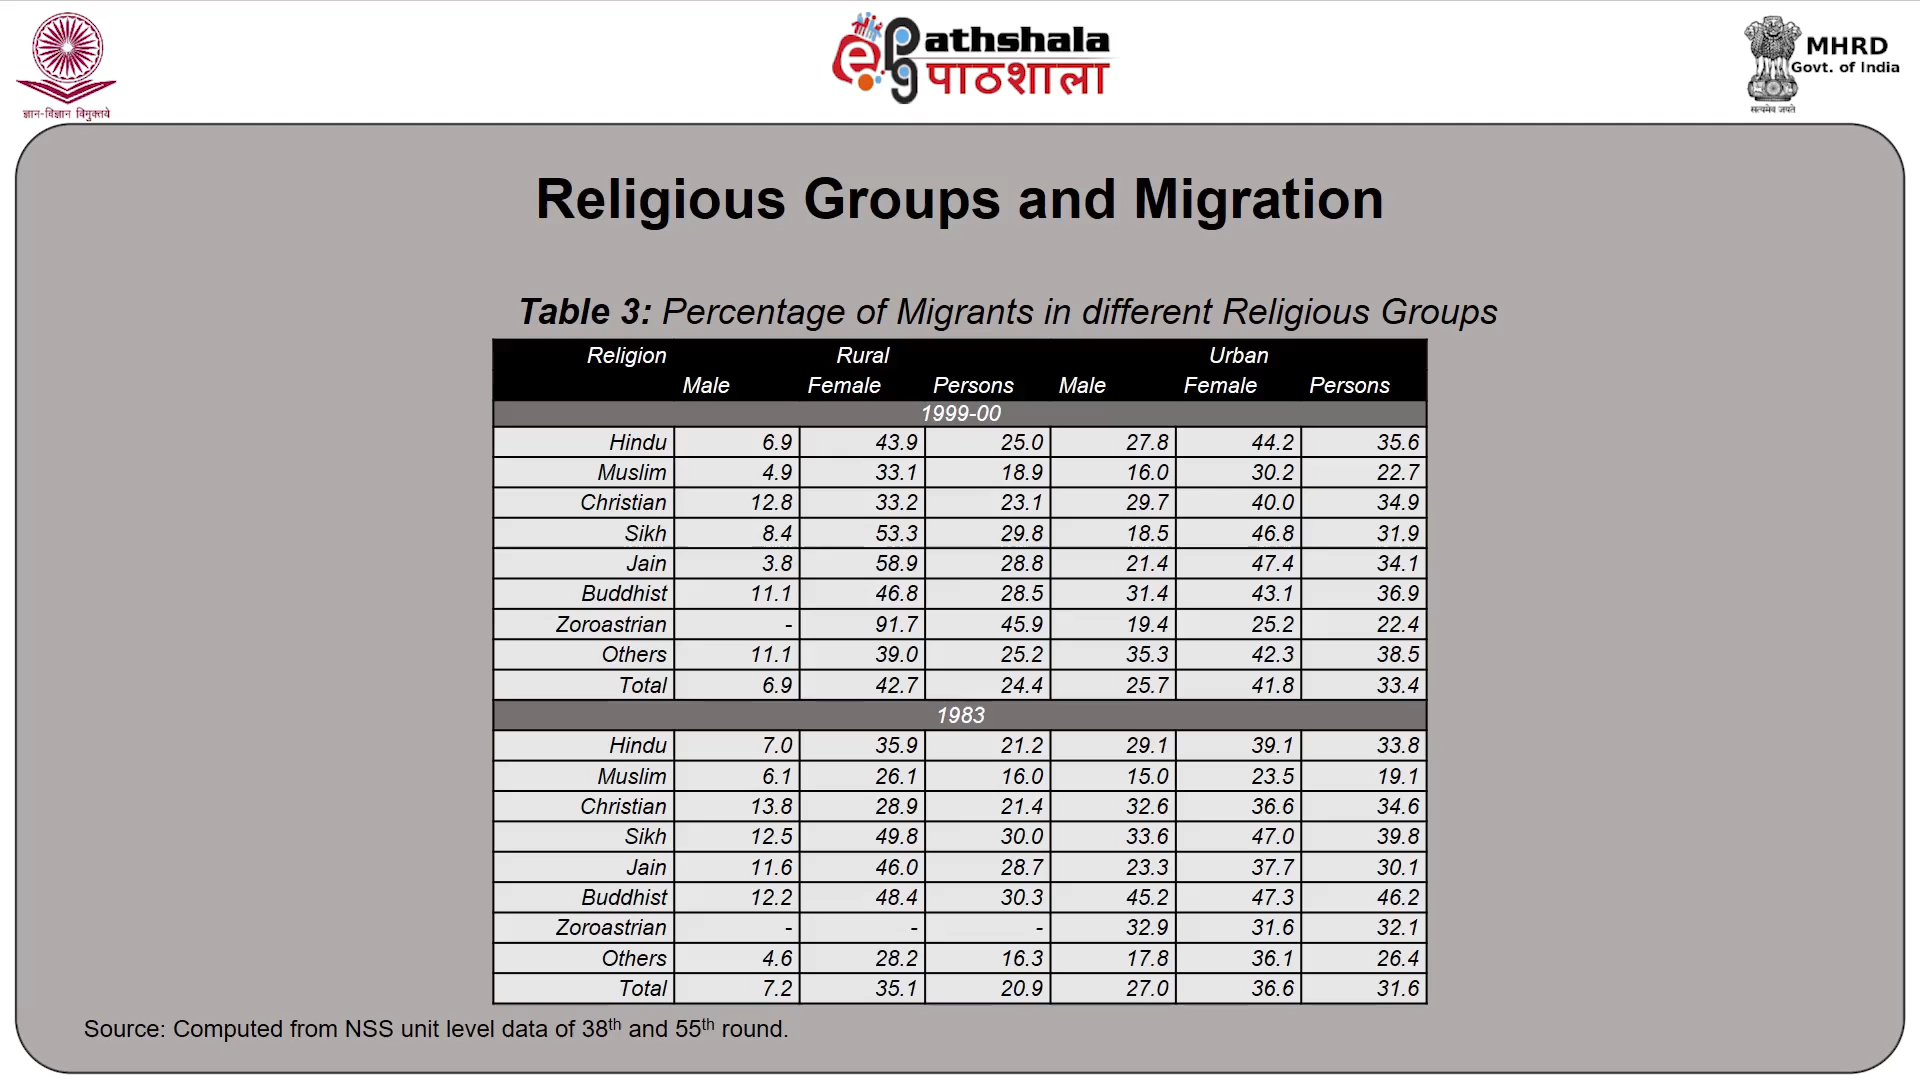 ज्ञान-विज्ञान विमुक्तये
e pg Pathshala
पाठशाला
MHRD
Govt. of India
सत्यमेव जयते
Religious Groups and Migration
Table 3: Percentage of Migrants in different Religious Groups
Religion Rural Urban
Male Female Persons Male Female Persons
1999-00
Hindu 6.9 43.9 25.0 27.8 44.2 35.6
Muslim 4.9 33.1 18.9 16.0 30.2 22.7
Christian 12.8 33.2 23.1 29.7 40.0 34.9
Sikh 8.4 53.3 29.8 18.5 46.8 31.9
Jain 3.8 58.9 28.8 21.4 47.4 34.1
Buddhist 11.1 46.8 28.5 31.4 43.1 36.9
Zoroastrian - 91.7 45.9 19.4 25.2 22.4
Others 11.1 39.0 25.2 35.3 42.3 38.5
Total 6.9 42.7 24.4 25.7 41.8 33.4
1983
Hindu 7.0 35.9 21.2 29.1 39.1 33.8
Muslim 6.1 26.1 16.0 15.0 23.5 19.1
Christian 13.8 28.9 21.4 32.6 36.6 34.6
Sikh 12.5 49.8 30.0 33.6 47.0 39.8
Jain 11.6 46.0 28.7 23.3 37.7 30.1
Buddhist 12.2 48.4 30.3 45.2 47.3 46.2
Zoroastrian - - - 32.9 31.6 32.1
Others 4.6 28.2 16.3 17.8 36.1 26.4
Total 7.2 35.1 20.9 27.0 36.6 31.6
Source: Computed from NSS unit level data of 38th and 55th round.